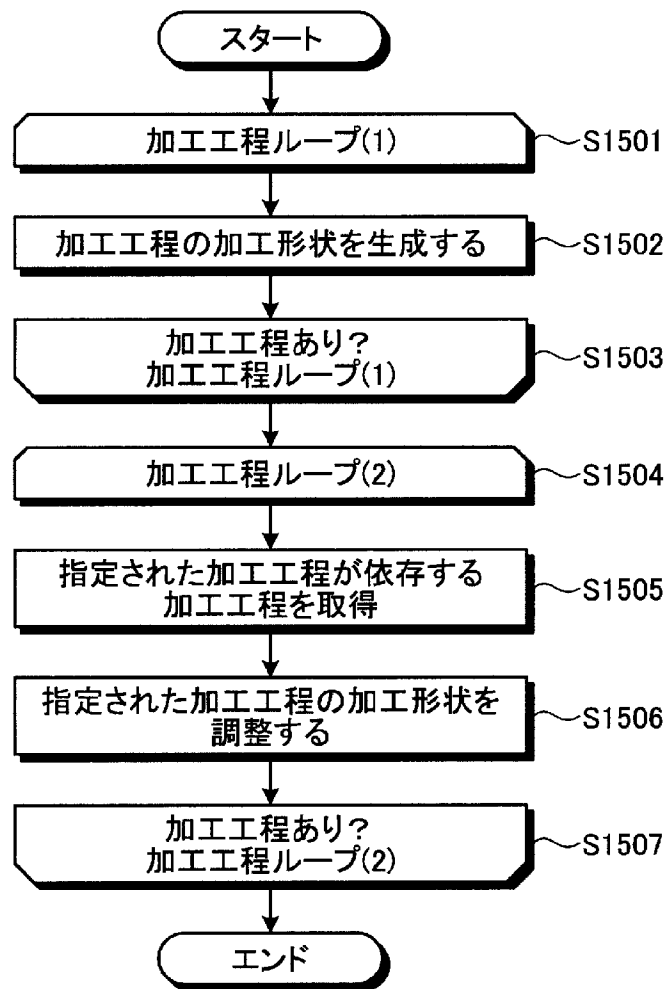 スタート
加工工程ループ(1)
S1501
加工工程の加工形状を生成する
S1502
加工工程あり?
加工工程ループ(1)
S1503
加工工程ループ(2)
S1504
指定された加工工程が依存する
加工工程を取得
S1505
指定された加工工程の加工形状を
調整する
S1506
加工工程あり?
加工工程ループ(2)
S1507
エンド